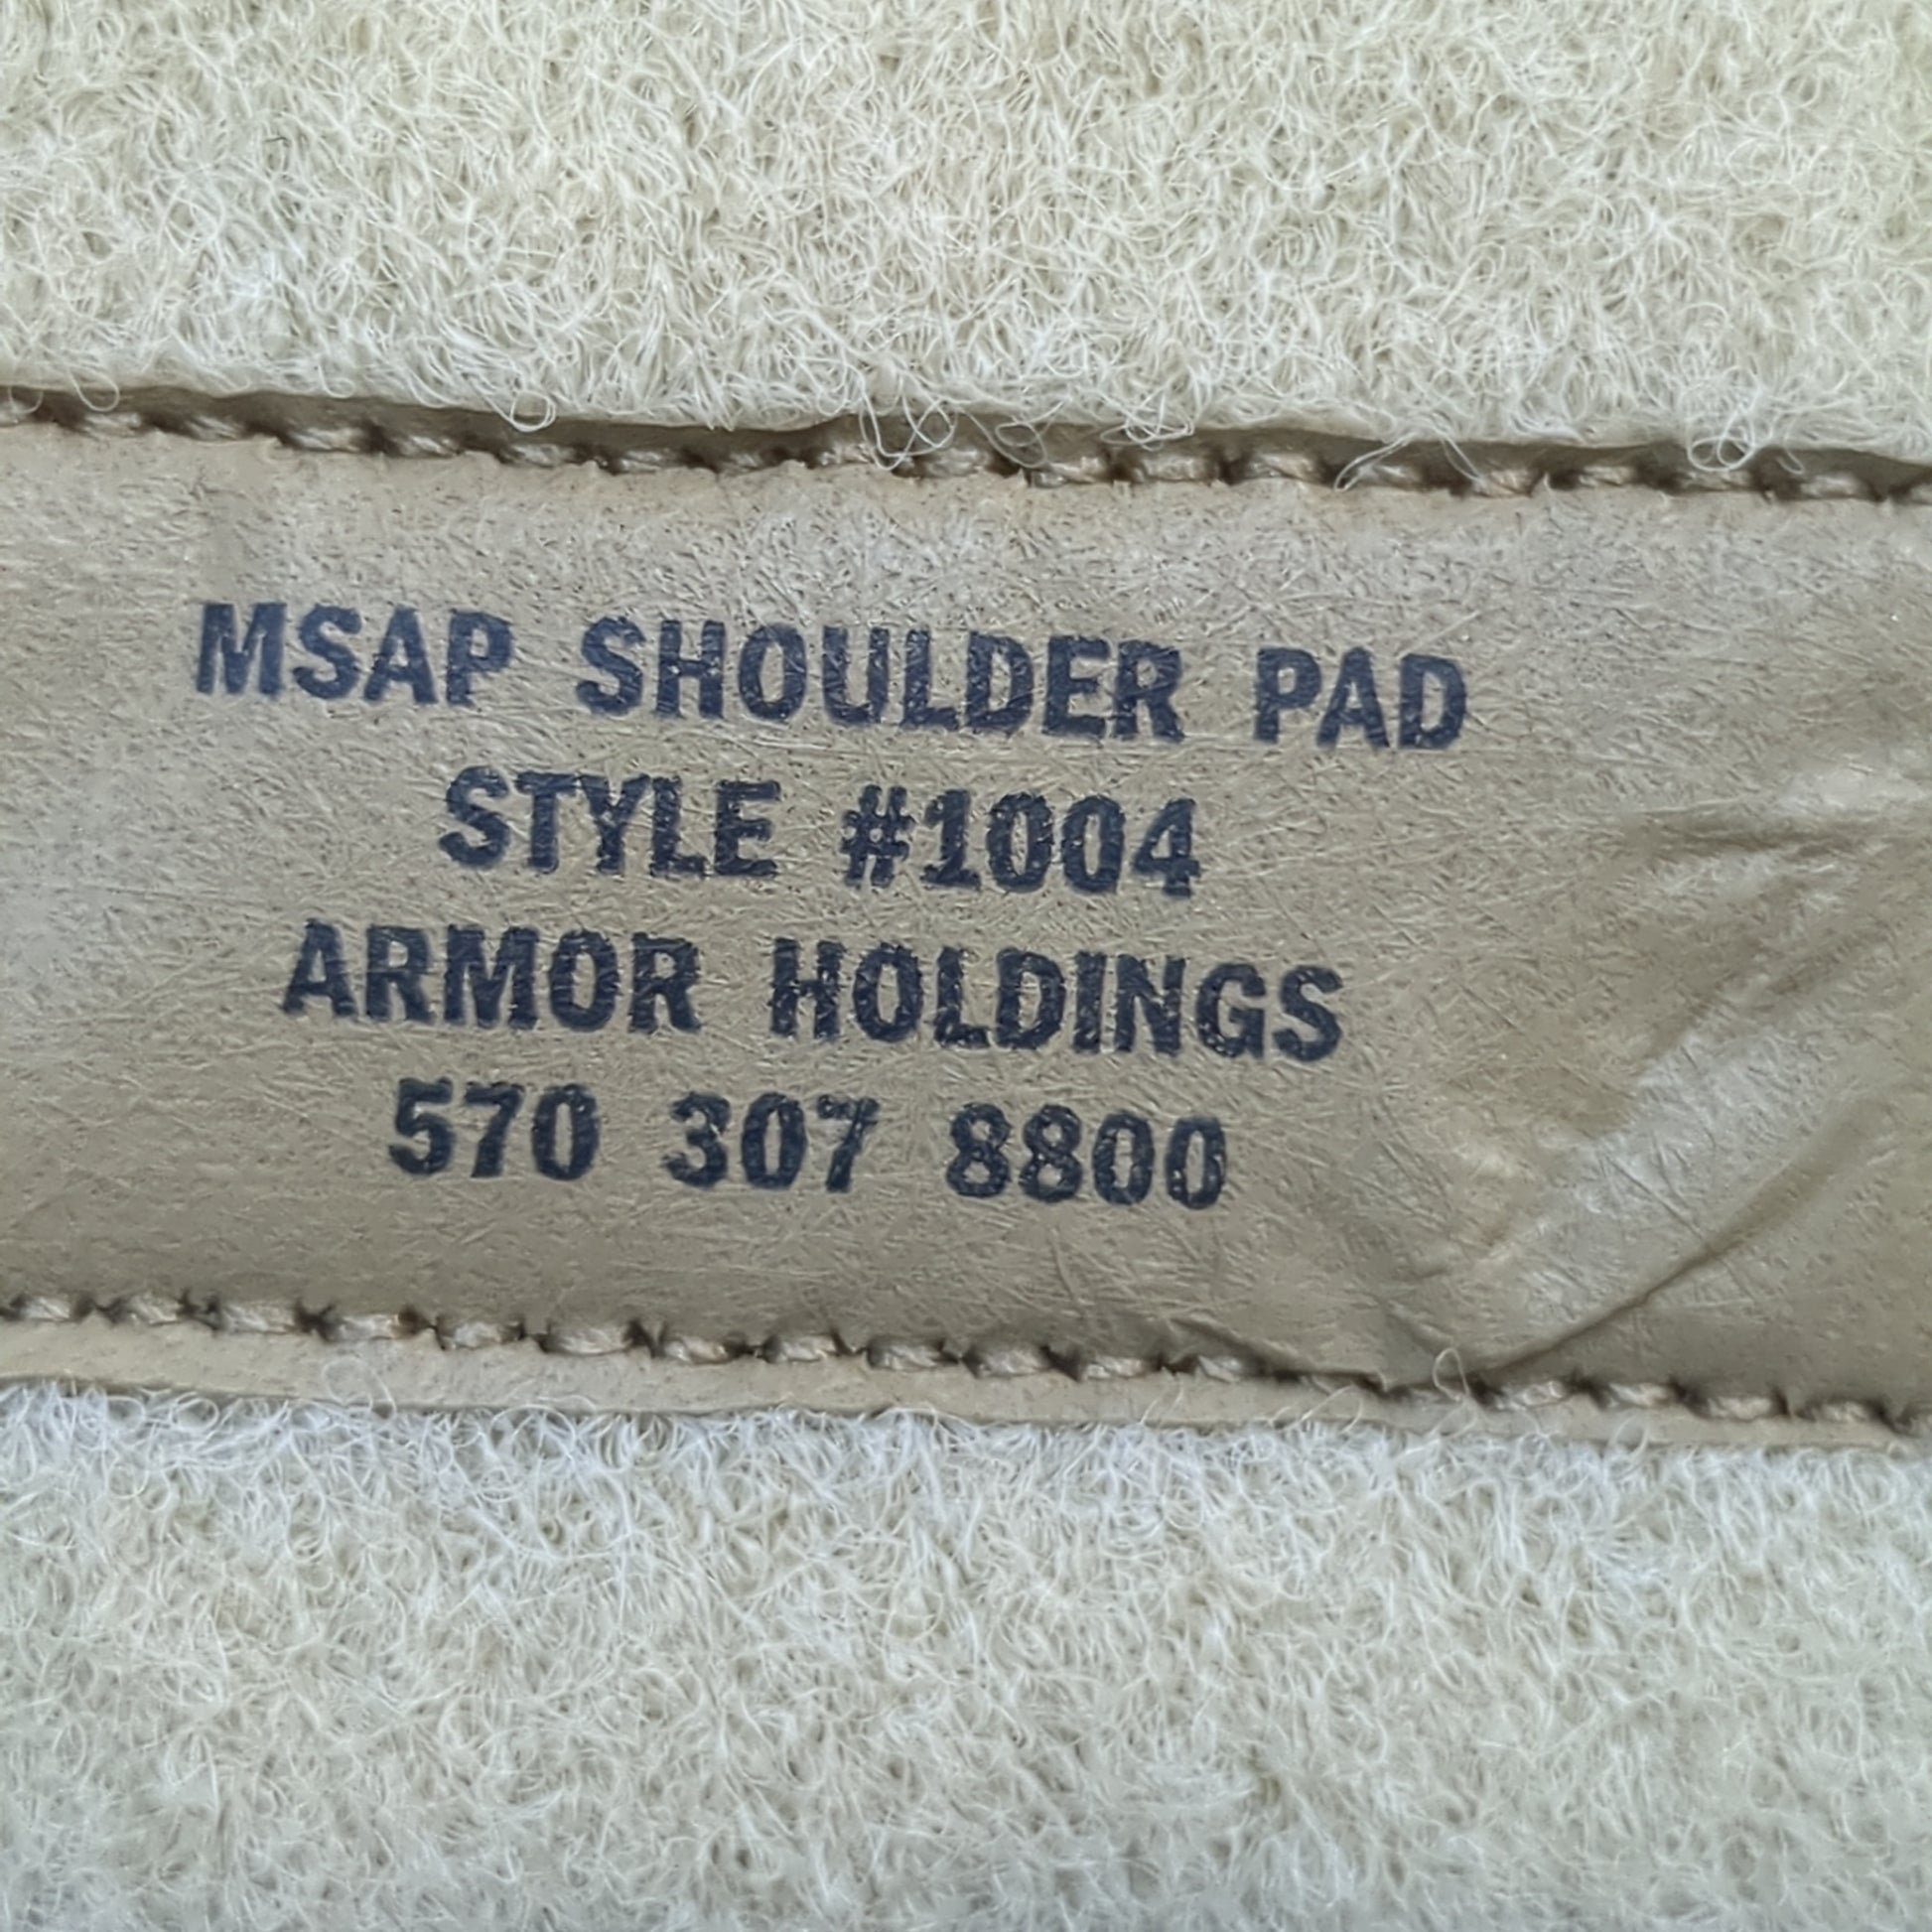 MSAP SHOULDER PAD
STYLE #1004
ARMOR HOLDINGS
570 307 8800